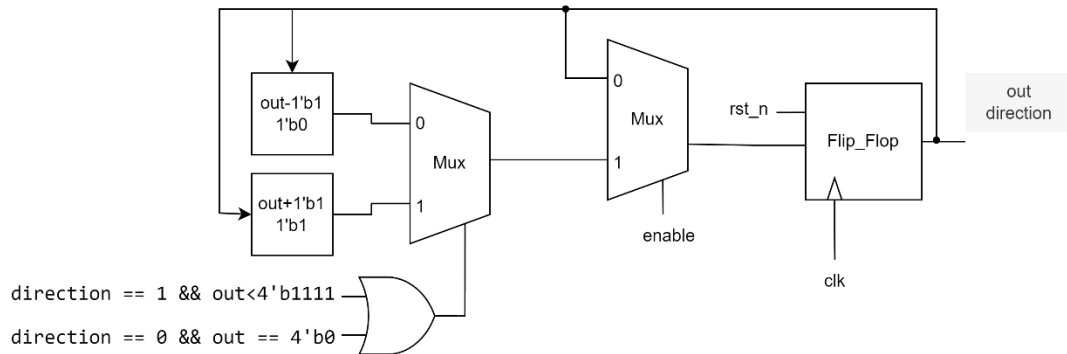 out
direction
out-1'b1
1'b0
0
Mux
1
0
Mux
1
rst_n
Flip_Flop
out+1'b1
1'b1
enable
clk
direction == 1 && out<4'b1111
direction == 0 && out == 4'b0